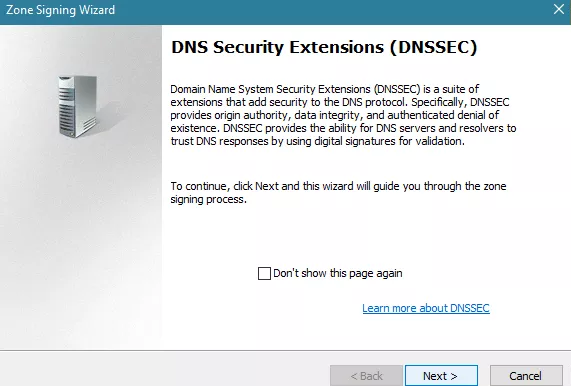 Zone Signing Wizard
DNS Security Extensions (DNSSEC)
Domain Name System Security Extensions (DNSSEC) is a suite of
extensions that add security to the DNS protocol. Specifically, DNSSEC
provides origin authority, data integrity, and authenticated denial of
existence. DNSSEC provides the ability for DNS servers and resolvers to
trust DNS responses by using digital signatures for validation.
To continue, click Next and this wizard will guide you through the zone
signing process.
Don't show this page again
Learn more about DNSSEC
< Back Next > Cancel